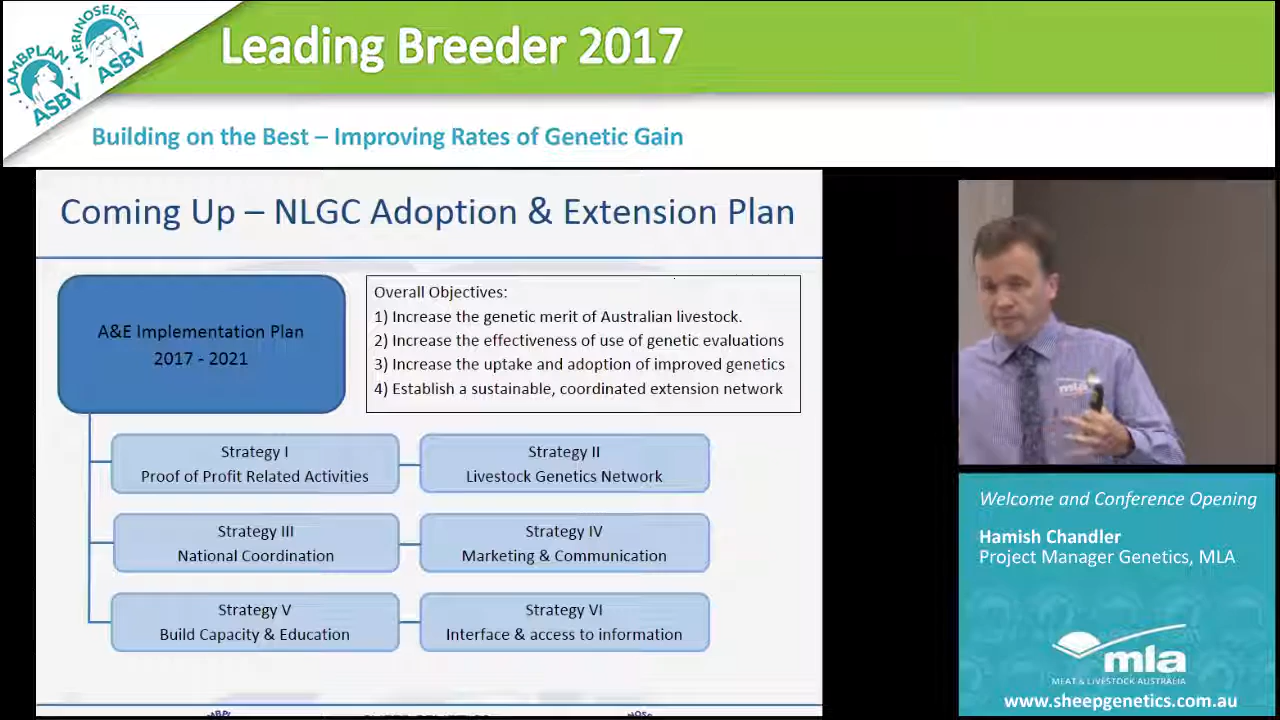 LAMBPLAN
ASBV
MERINOSELECT
ASBV
Leading Breeder 2017
Building on the Best – Improving Rates of Genetic Gain
Coming Up – NLGC Adoption & Extension Plan
A&E Implementation Plan
2017 - 2021
Overall Objectives:
1) Increase the genetic merit of Australian livestock.
2) Increase the effectiveness of use of genetic evaluations
3) Increase the uptake and adoption of improved genetics
4) Establish a sustainable, coordinated extension network
Strategy I
Proof of Profit Related Activities
Strategy II
Livestock Genetics Network
Strategy III
National Coordination
Strategy IV
Marketing & Communication
Strategy V
Build Capacity & Education
Strategy VI
Interface & access to information
mla
Welcome and Conference Opening
Hamish Chandler
Project Manager Genetics, MLA
mla
MEAT & LIVESTOCK AUSTRALIA
www.sheepgenetics.com.au